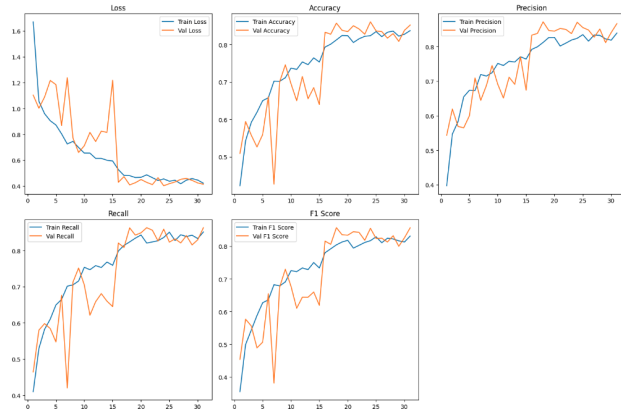 Loss
Train Loss
Val Loss
1.6
1.4
1.2
1.0
0.8
0.6
0.4
0 5 10 15 20 25 30
Accuracy
Train Accuracy
Val Accuracy
0.8
0.7
0.6
0.5
0 5 10 15 20 25 30
Precision
Train Precision
Val Precision
0.8
0.7
0.6
0.5
0.4
0 5 10 15 20 25 30
Recall
Train Recall
Val Recall
0.8
0.7
0.6
0.5
0.4
0 5 10 15 20 25 30
F1 Score
Train F1 Score
Val F1 Score
0.8
0.7
0.6
0.5
0.4
0 5 10 15 20 25 30